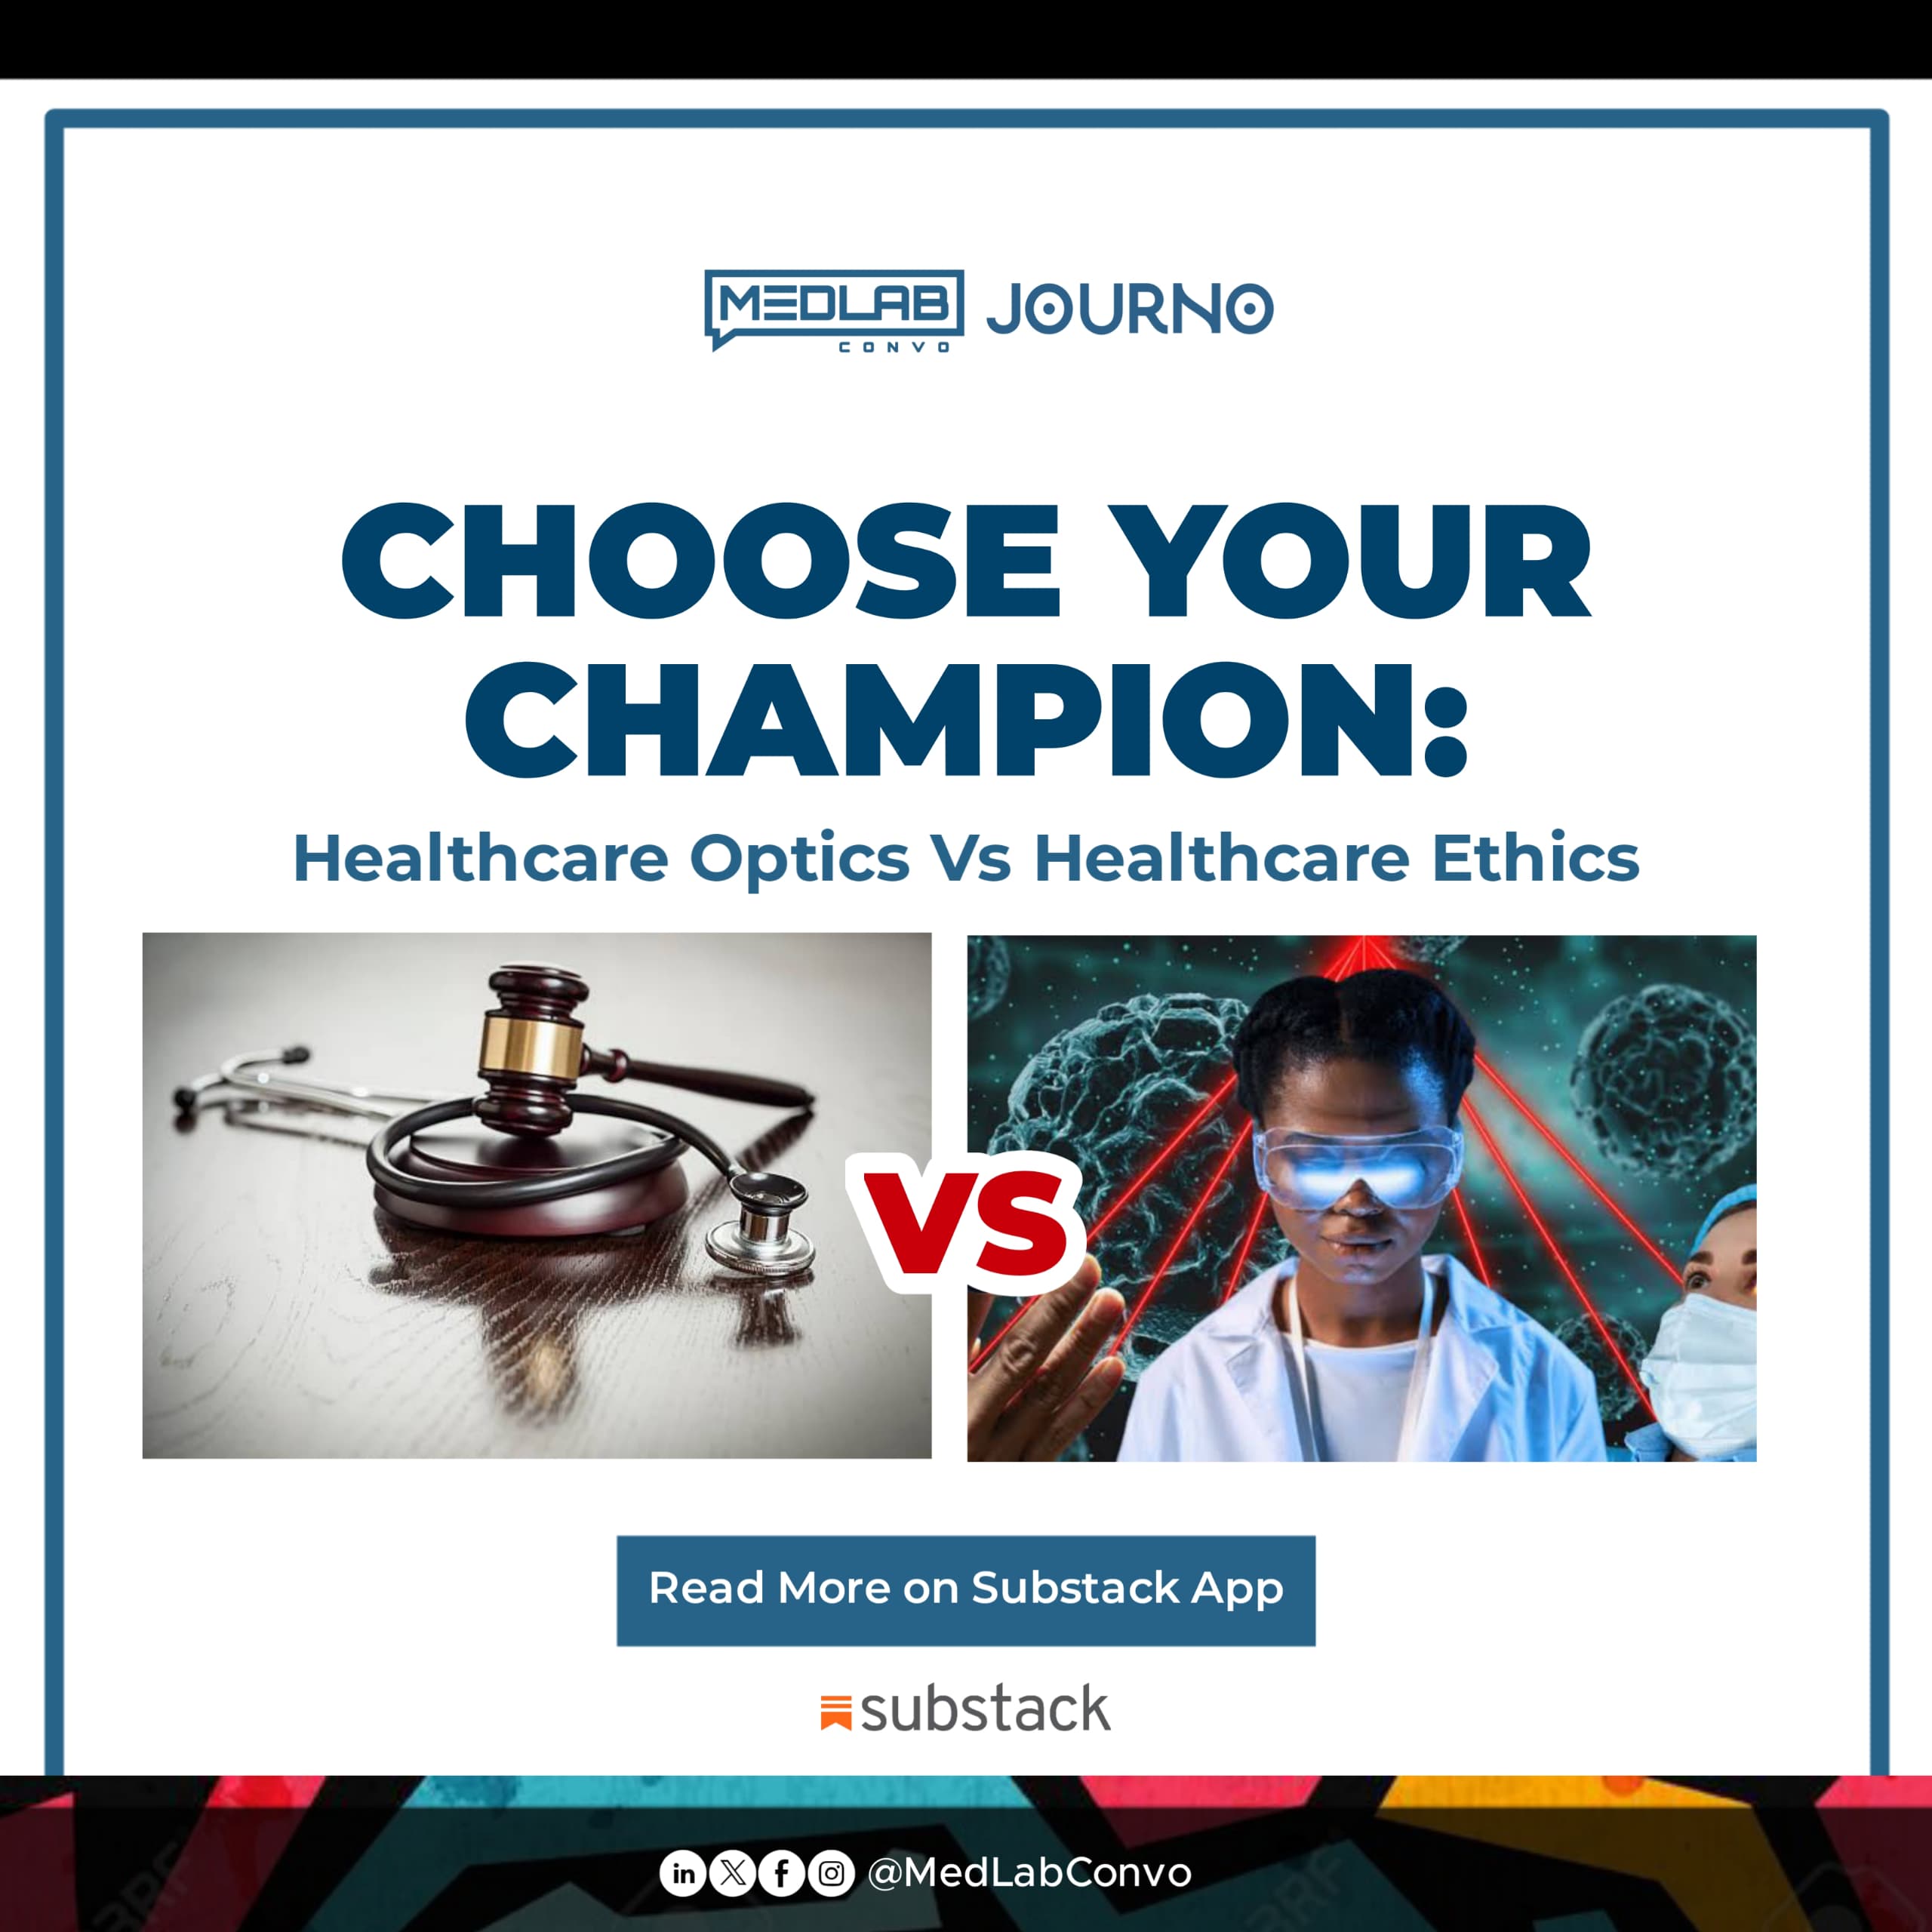 MEDLAB JOURNO
CONVO
CHOOSE YOUR
CHAMPION:
Healthcare Optics Vs Healthcare Ethics
VS
Read More on Substack App
substack
@MedLabConvo